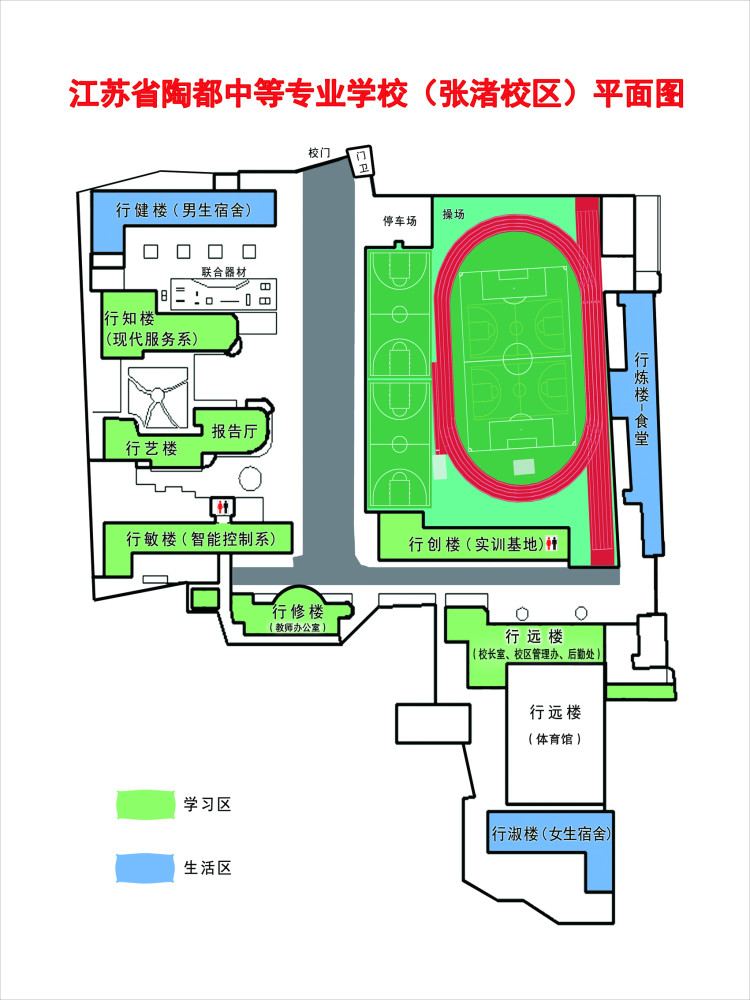 江苏省陶都中等专业学校（张渚校区）平面图
校门
门卫
行健楼（男生宿舍）
停车场
操场
联合器材
行知楼
（现代服务系）
行炼楼-食堂
报告厅
行艺楼
行敏楼（智能控制系）
行创楼（实训基地）
行修楼
（教师办公室）
行远楼
（校长室、校区管理办、后勤处）
行远楼
（体育馆）
学习区
行淑楼（女生宿舍）
生活区